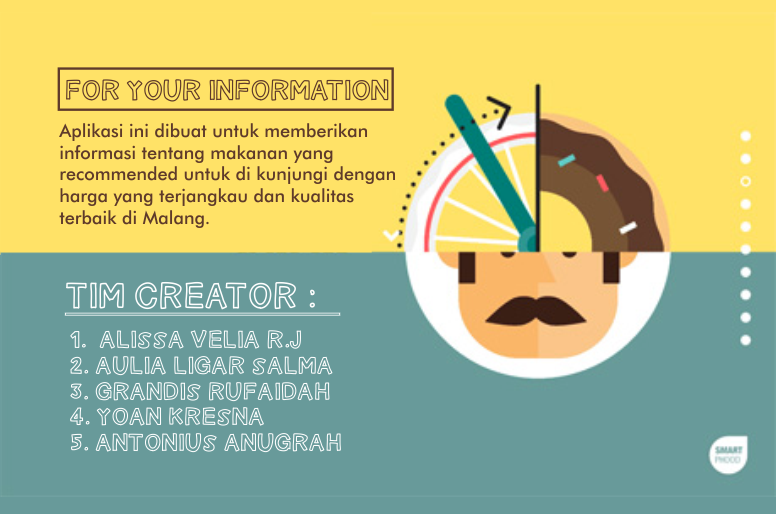 FOR YOUR INFORMATION
Aplikasi ini dibuat untuk memberikan
informasi tentang makanan yang
recommended untuk di kunjungi dengan
harga yang terjangkau dan kualitas
terbaik di Malang.
TIM CREATOR :
1. ALISSA VELIA R.J
2. AULIA LIGAR SALMA
3. GRANDIS RUFAIDAH
4. YOAN KRESNA
5. ANTONIUS ANUGRAH
SMART
PHOOD